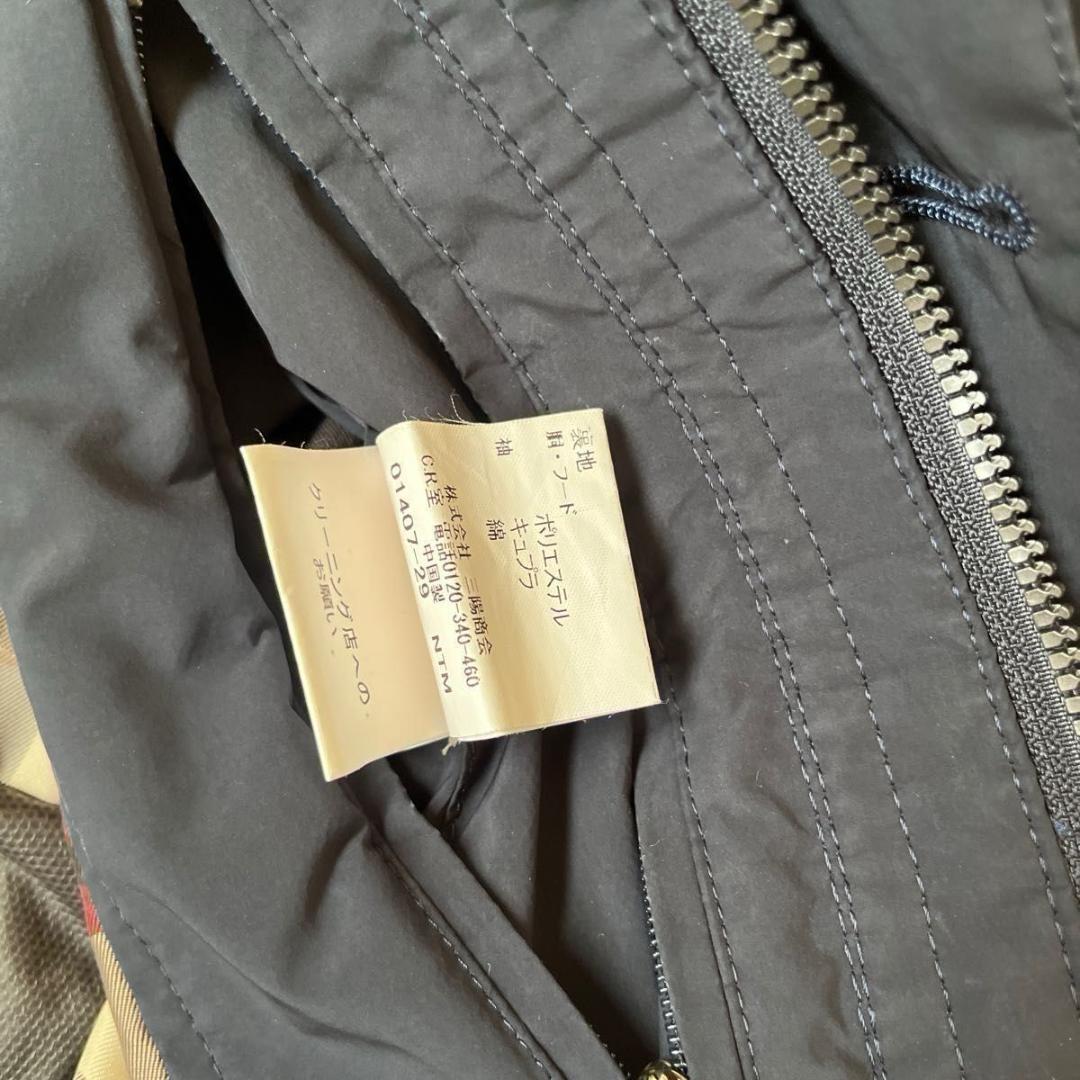 裏地
胴・フード ポリエステル
キュプラ
袖 綿
株式会社 三陽商会
C.R.室 電話0120-340-460
中国製
01407-29 NTM
クリーニング店への
お願い.